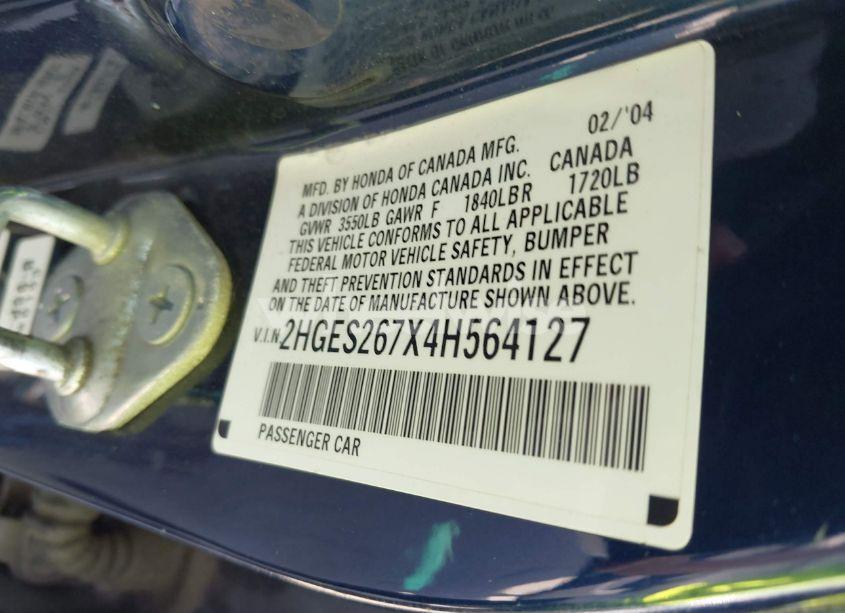 02/'04
MFD. BY HONDA OF CANADA MFG.
A DIVISION OF HONDA CANADA INC. CANADA
GVWR 3550LB GAWR F 1840LBR 1720LB
THIS VEHICLE CONFORMS TO ALL APPLICABLE
FEDERAL MOTOR VEHICLE SAFETY, BUMPER
AND THEFT PREVENTION STANDARDS IN EFFECT
ON THE DATE OF MANUFACTURE SHOWN ABOVE.
V.I.N. 2HGES267X4H564127
PASSENGER CAR